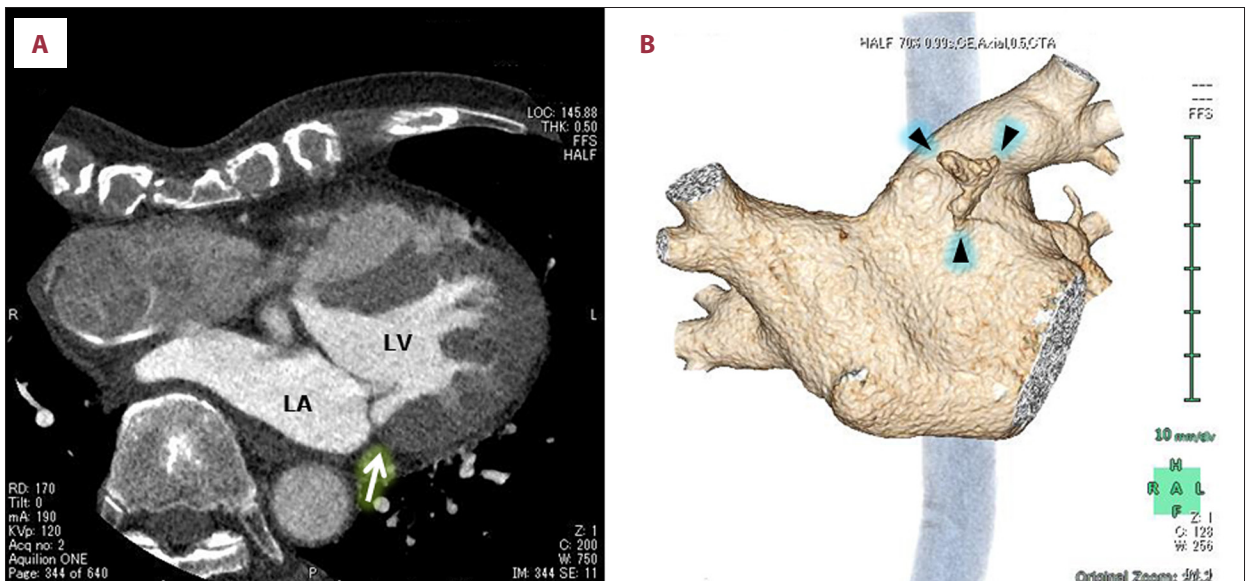 A
LOC: 145.88
THK: 0.50
FFS
HALF
R
L
LV
LA
RD: 170
Tilt: 0
mA: 190
KVp: 120
Acq no: 2
Aquilion ONE
Page: 344 of 640
P
Z: 1
C: 200
W: 750
IM: 344 SE: 11
B
HALF 70% 0.99s,CE,Axial,0.5,CTA
---
---
FFS
10 mm/div
H
R A L
F
Z: 1
C: 128
W: 256
Original Zoom: